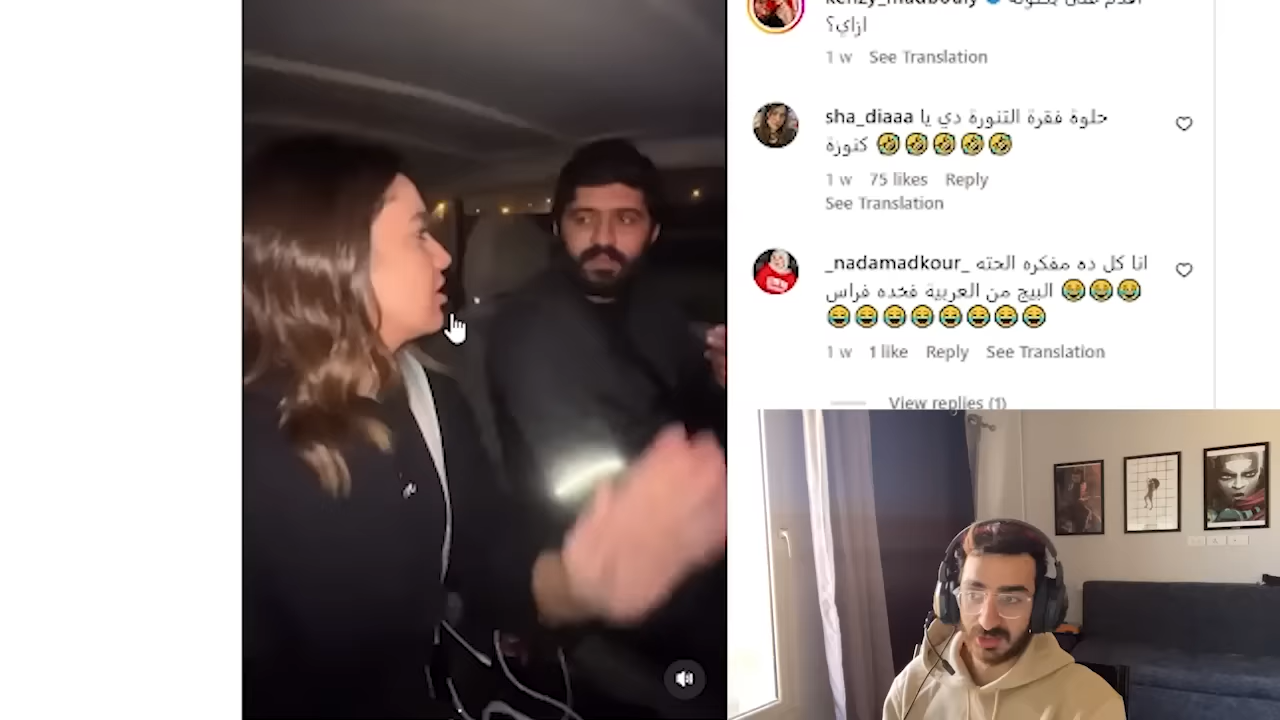 ازاي؟
1 w See Translation
sha_diaaa حلوة فقرة التنورة دي يا
كنورة 🤣🤣🤣🤣🤣
1 w 75 likes Reply
See Translation
_nadamadkour_ انا كل ده مفكره الحته
البيج من العربية فخده فراس 😂😂😂
😂😂😂😂😂😂😂😂
1 w 1 like Reply See Translation
View replies (1)